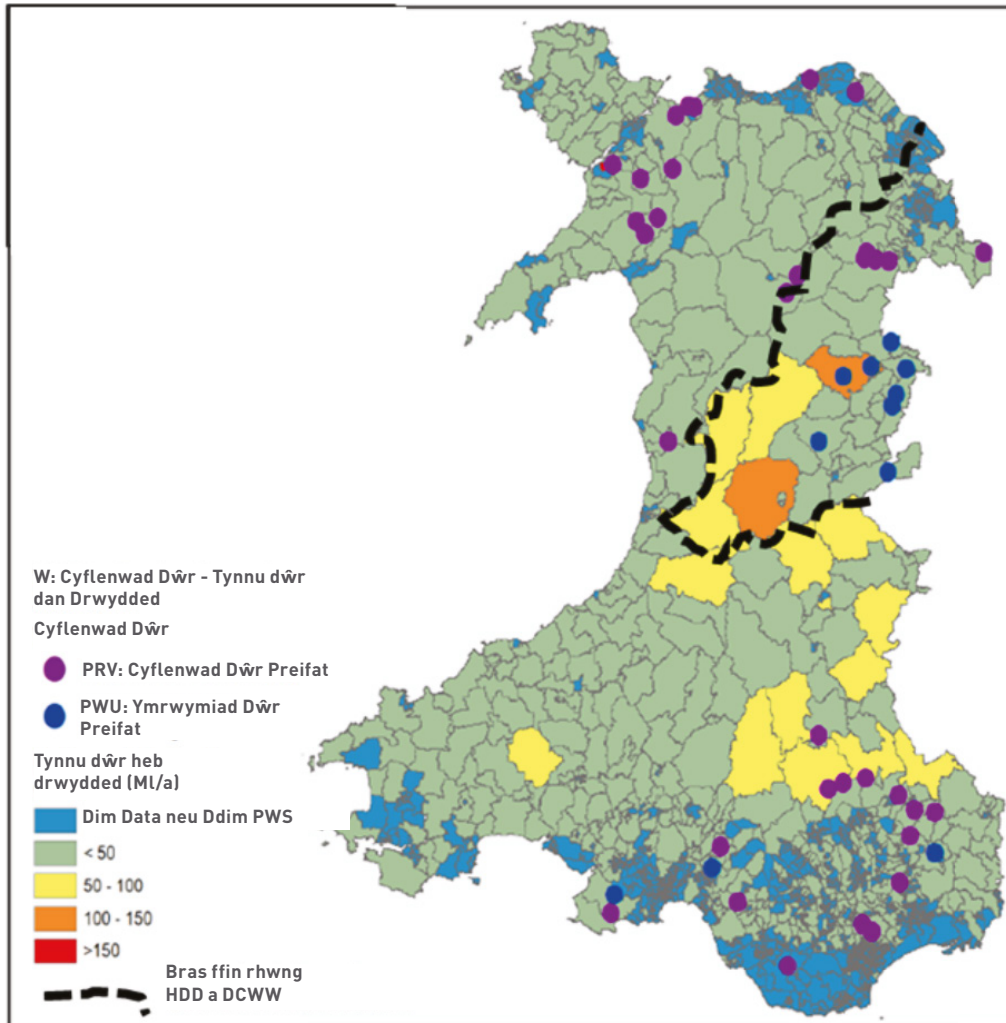 W: Cyflenwad Dŵr - Tynnu dŵr
dan Drwydded
Cyflenwad Dŵr
PRV: Cyflenwad Dŵr Preifat
PWU: Ymrwymiad Dŵr
Preifat
Tynnu dŵr heb
drwydded (Ml/a)
Dim Data neu Ddim PWS
< 50
50 - 100
100 - 150
>150
Bras ffin rhwng
HDD a DCWW